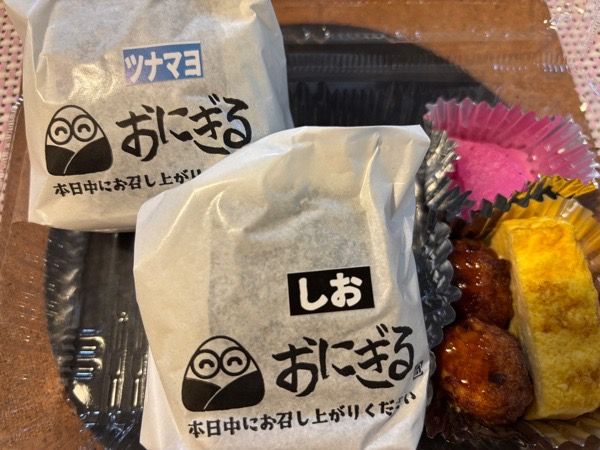 ツナマヨ
おにぎる
本日中にお召し上がり
しお
おにぎる
本日中にお召し上がりください